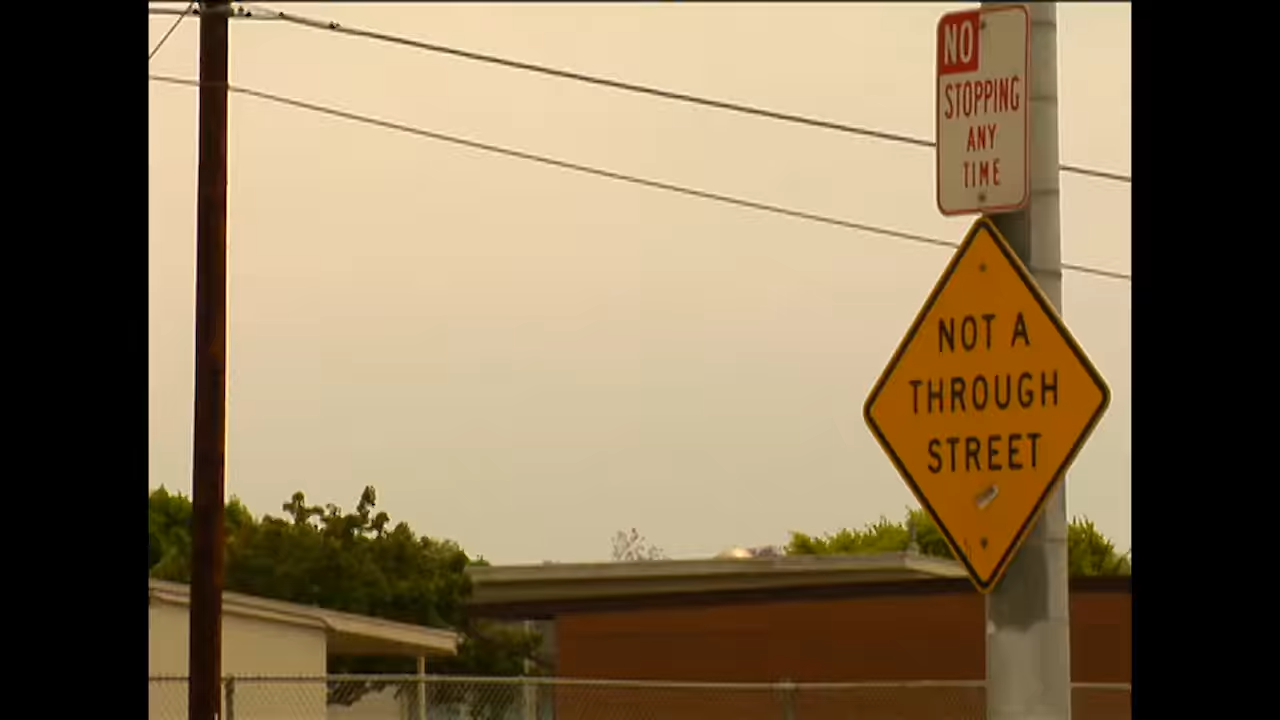 NO
STOPPING
ANY
TIME
NOT A
THROUGH
STREET